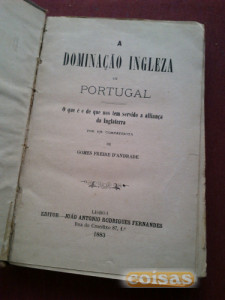 A
DOMINAÇÃO INGLEZA
EM
PORTUGAL
O que é e de que nos tem servido a alliança
da Inglaterra
POR UM
DE
GOMES FREIRE D'ANDRADE
LISBOA
EDITOR—JOÃO ANTONIO RODRIGUES FERNANDES
1883
coisas